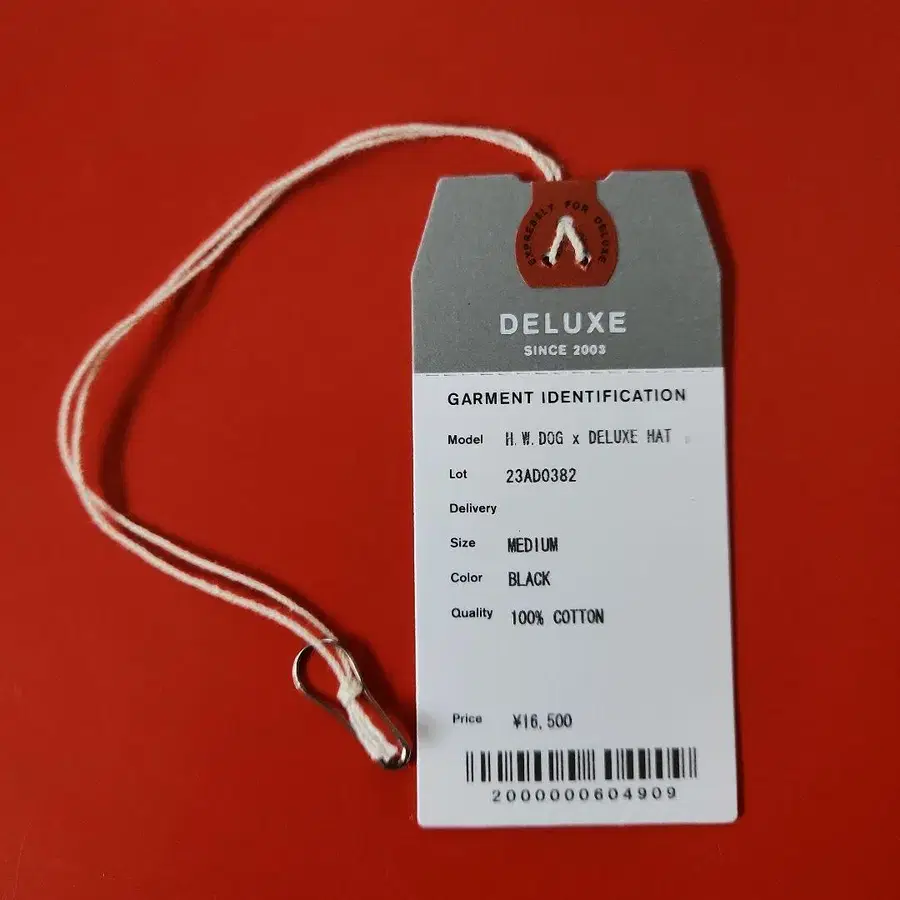 EXPRESSLY FOR DELUXE
DELUXE
SINCE 2003
GARMENT IDENTIFICATION
Model H.W.DOG x DELUXE HAT
Lot 23AD0382
Delivery
Size MEDIUM
Color BLACK
Quality 100% COTTON
Price ¥16,500
2000000604909